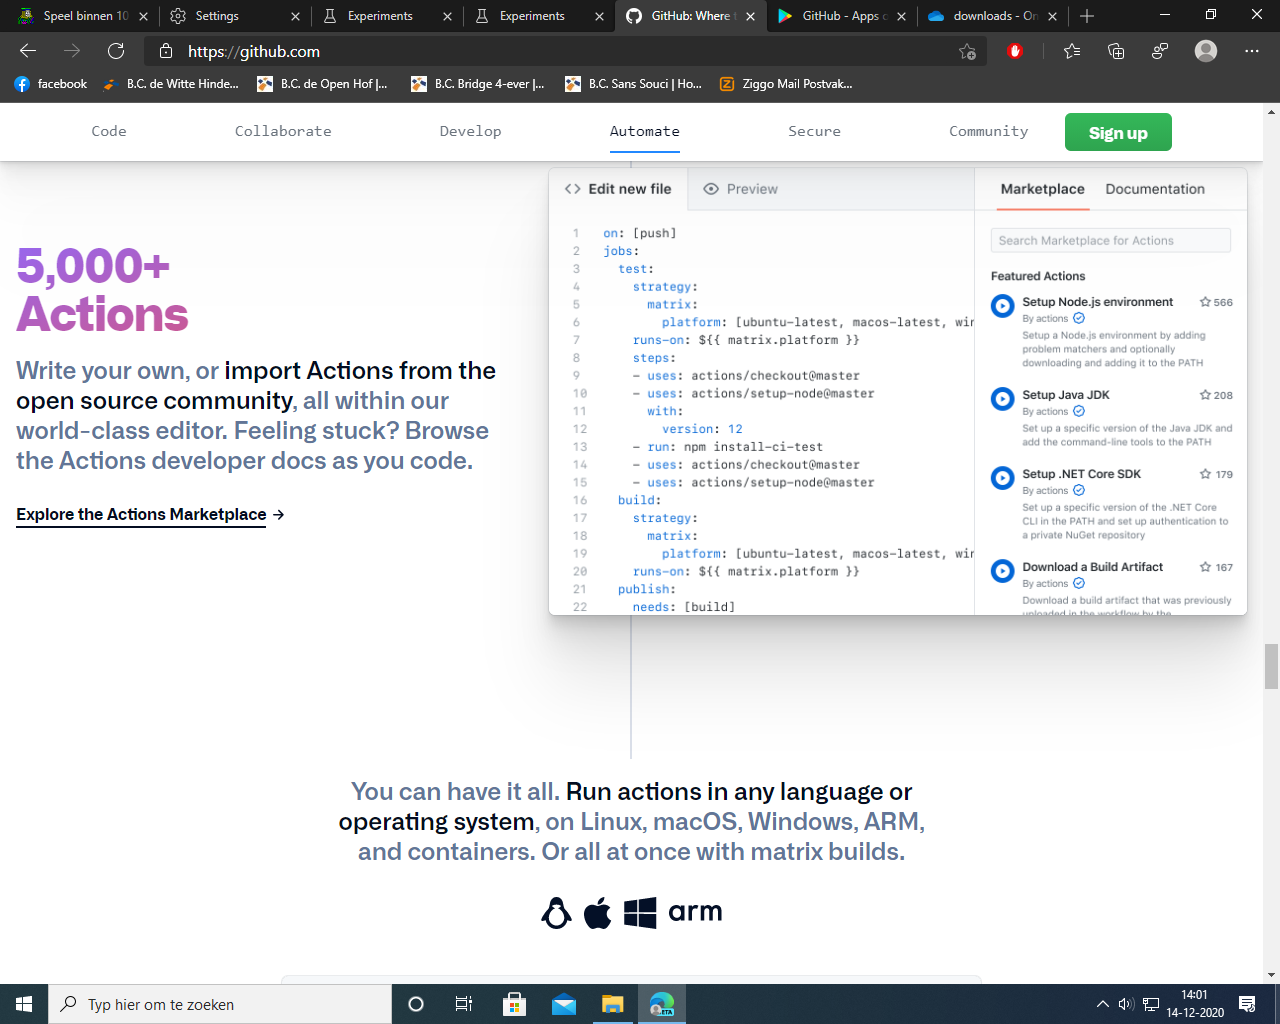 Speel binnen 10
Settings
Experiments
Experiments
GitHub: Where
GitHub - Apps
downloads - On
https://github.com
facebook
B.C. de Witte Hinde...
B.C. de Open Hof |...
B.C. Bridge 4-ever |...
B.C. Sans Souci | Ho...
Ziggo Mail Postvak...
Code
Collaborate
Develop
Automate
Secure
Community
Sign up
5,000+
Actions
Write your own, or import Actions from the
open source community, all within our
world-class editor. Feeling stuck? Browse
the Actions developer docs as you code.
Explore the Actions Marketplace →
<> Edit new file
Preview
1 on: [push]
2 jobs:
3 test:
4 strategy:
5 matrix:
6 platform: [ubuntu-latest, macos-latest, win
7 runs-on: ${{ matrix.platform }}
8 steps:
9 - uses: actions/checkout@master
10 - uses: actions/setup-node@master
11 with:
12 version: 12
13 - run: npm install-ci-test
14 - uses: actions/checkout@master
15 - uses: actions/setup-node@master
16 build:
17 strategy:
18 matrix:
19 platform: [ubuntu-latest, macos-latest, win
20 runs-on: ${{ matrix.platform }}
21 publish:
22 needs: [build]
Marketplace
Documentation
Search Marketplace for Actions
Featured Actions
Setup Node.js environment 566
By actions
Setup a Node.js environment by adding
problem matchers and optionally
downloading and adding it to the PATH
Setup Java JDK 208
By actions
Set up a specific version of the Java JDK and
add the command-line tools to the PATH
Setup .NET Core SDK 179
By actions
Set up a specific version of the .NET Core
CLI in the PATH and set up authentication to
a private NuGet repository
Download a Build Artifact 167
By actions
Download a build artifact that was previously
uploaded in the workflow by the
You can have it all. Run actions in any language or
operating system, on Linux, macOS, Windows, ARM,
and containers. Or all at once with matrix builds.
arm
Typ hier om te zoeken
BETA
14:01
14-12-2020